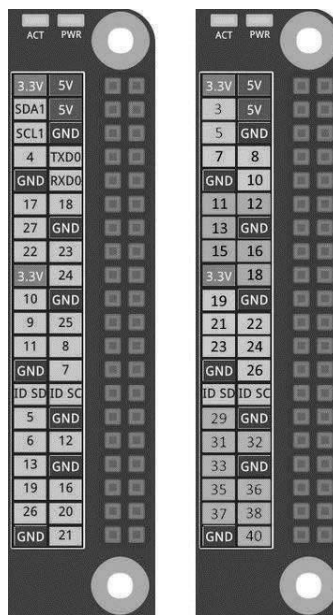 ACT PWR
3.3V 5V
SDA1 5V
SCL1 GND
4 TXD0
GND RXD0
17 18
27 GND
22 23
3.3V 24
10 GND
9 25
11 8
GND 7
ID SD ID SC
5 GND
6 12
13 GND
19 16
26 20
GND 21
ACT PWR
3.3V 5V
3 5V
5 GND
7 8
GND 10
11 12
13 GND
15 16
3.3V 18
19 GND
21 22
23 24
GND 26
ID SD ID SC
29 GND
31 32
33 GND
35 36
37 38
GND 40